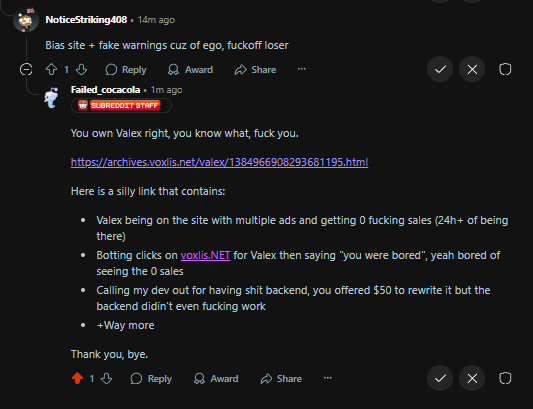 NoticeStriking408 • 14m ago
Bias site + fake warnings cuz of ego, fuckoff loser
1 Reply Award Share ...
Failed_cocacola • 1m ago
SUBREDDIT STAFF
You own Valex right, you know what, fuck you.
https://archives.voxlis.net/valex/1384966908293681195.html
Here is a silly link that contains:
• Valex being on the site with multiple ads and getting 0 fucking sales (24h+ of being
there)
• Botting clicks on voxlis.NET for Valex then saying "you were bored", yeah bored of
seeing the 0 sales
• Calling my dev out for having shit backend, you offered $50 to rewrite it but the
backend didin't even fucking work
• +Way more
Thank you, bye.
1 Reply Award Share ...